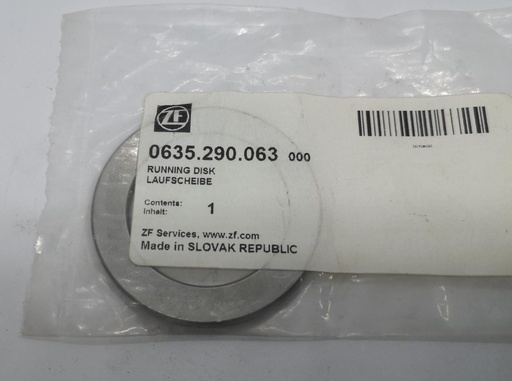 ZF
0635.290.063 000
RUNNING DISK
LAUFSCHEIBE
Contents:
Inhalt: 1
ZF Services, www.zf.com
Made in SLOVAK REPUBLIC